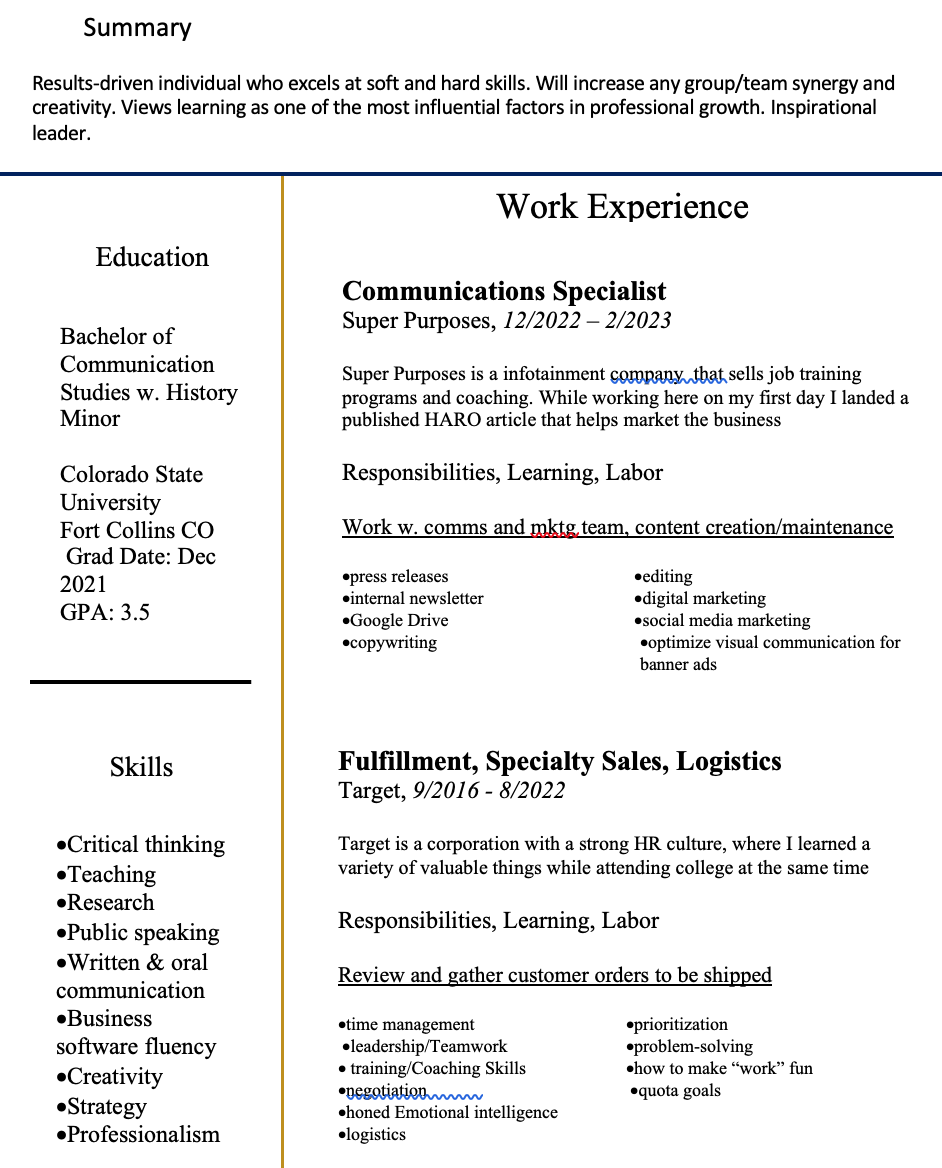 Summary
Results-driven individual who excels at soft and hard skills. Will increase any group/team synergy and
creativity. Views learning as one of the most influential factors in professional growth. Inspirational
leader.
Education
Bachelor of
Communication
Studies w. History
Minor
Colorado State
University
Fort Collins CO
Grad Date: Dec
2021
GPA: 3.5
Skills
•Critical thinking
•Teaching
•Research
•Public speaking
•Written & oral
communication
•Business
software fluency
•Creativity
•Strategy
•Professionalism
Work Experience
Communications Specialist
Super Purposes, 12/2022 – 2/2023
Super Purposes is a infotainment company that sells job training
programs and coaching. While working here on my first day I landed a
published HARO article that helps market the business
Responsibilities, Learning, Labor
Work w. comms and mktg team, content creation/maintenance
•press releases
•internal newsletter
•Google Drive
•copywriting
•editing
•digital marketing
•social media marketing
•optimize visual communication for
banner ads
Fulfillment, Specialty Sales, Logistics
Target, 9/2016 - 8/2022
Target is a corporation with a strong HR culture, where I learned a
variety of valuable things while attending college at the same time
Responsibilities, Learning, Labor
Review and gather customer orders to be shipped
•time management
•leadership/Teamwork
• training/Coaching Skills
•negotiation
•honed Emotional intelligence
•logistics
•prioritization
•problem-solving
•how to make “work” fun
•quota goals